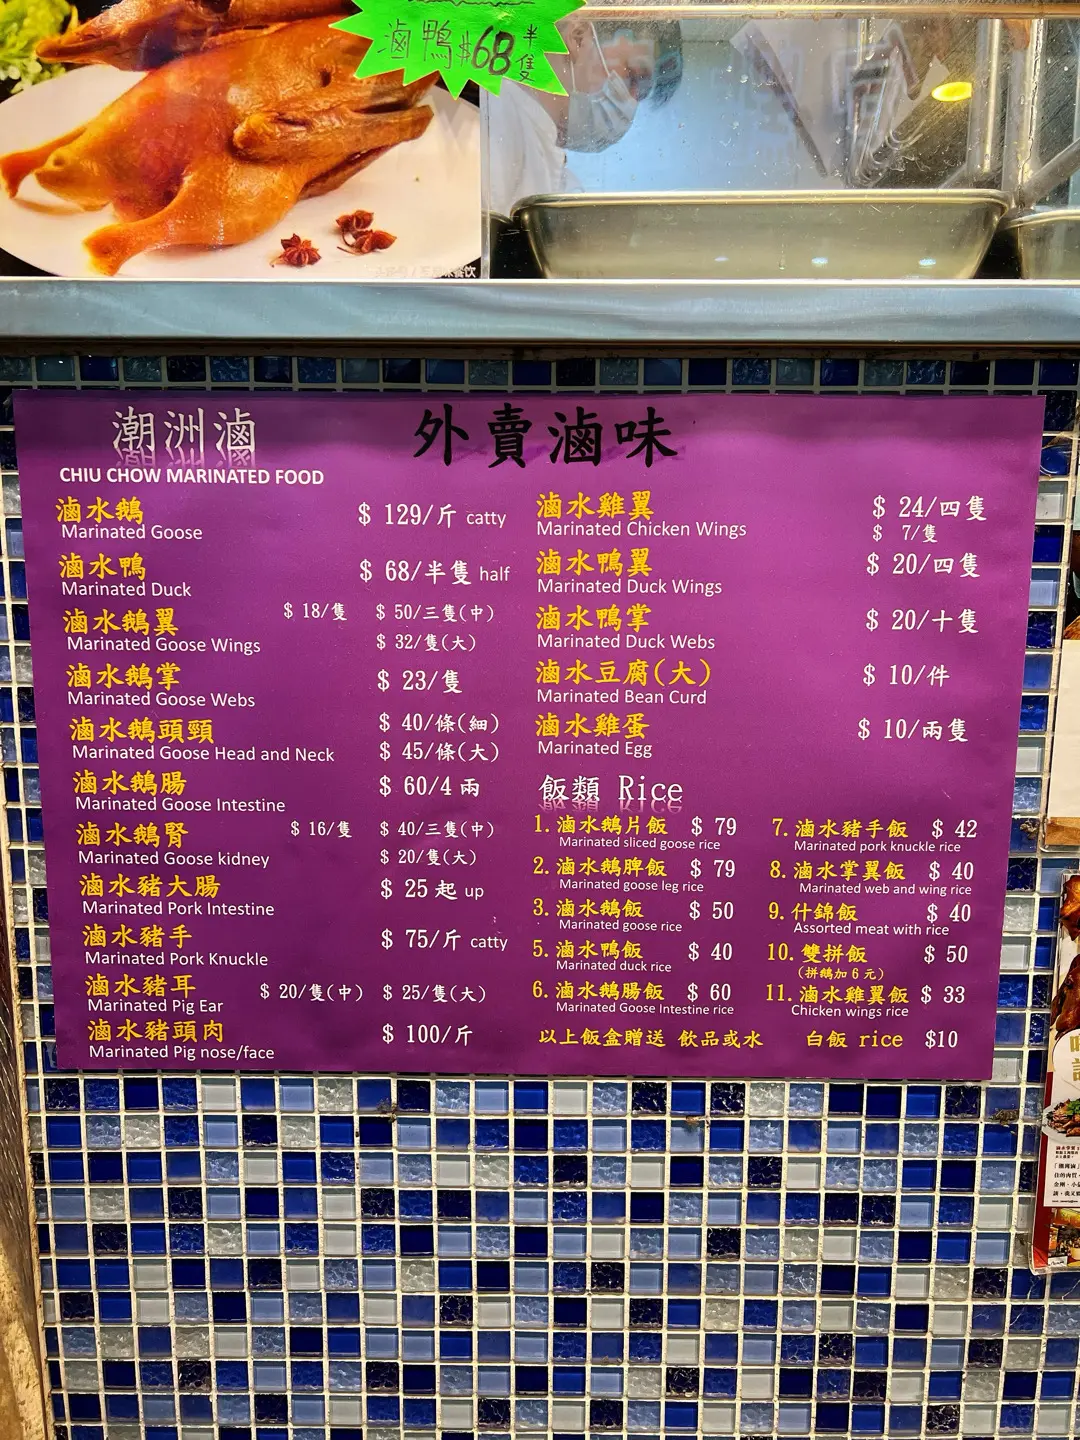 滷鴨$68半隻
潮洲滷
外賣滷味
CHIU CHOW MARINATED FOOD
滷水鵝 $ 129/斤 catty
Marinated Goose
滷水鴨 $ 68/半隻 half
Marinated Duck
滷水鵝翼 $ 18/隻 $ 50/三隻(中)
Marinated Goose Wings $ 32/隻(大)
滷水鵝掌 $ 23/隻
Marinated Goose Webs
滷水鵝頭頸 $ 40/條(細)
Marinated Goose Head and Neck $ 45/條(大)
滷水鵝腸 $ 60/4 兩
Marinated Goose Intestine
滷水鵝腎 $ 16/隻 $ 40/三隻(中)
Marinated Goose kidney $ 20/隻(大)
滷水豬大腸 $ 25 起 up
Marinated Pork Intestine
滷水豬手 $ 75/斤 catty
Marinated Pork Knuckle
滷水豬耳 $ 20/隻(中) $ 25/隻(大)
Marinated Pig Ear
滷水豬頭肉 $ 100/斤
Marinated Pig nose/face
滷水雞翼 $ 24/四隻
Marinated Chicken Wings $ 7/隻
滷水鴨翼 $ 20/四隻
Marinated Duck Wings
滷水鴨掌 $ 20/十隻
Marinated Duck Webs
滷水豆腐(大) $ 10/件
Marinated Bean Curd
滷水雞蛋 $ 10/兩隻
Marinated Egg
飯類 Rice
1. 滷水鵝片飯 $ 79
Marinated sliced goose rice
2. 滷水鵝脾飯 $ 79
Marinated goose leg rice
3. 滷水鵝飯 $ 50
Marinated goose rice
5. 滷水鴨飯 $ 40
Marinated duck rice
6. 滷水鵝腸飯 $ 60
Marinated Goose Intestine rice
7. 滷水豬手飯 $ 42
Marinated pork knuckle rice
8. 滷水掌翼飯 $ 40
Marinated web and wing rice
9. 什錦飯 $ 40
Assorted meat with rice
10. 雙拼飯 $ 50
(拼鵝加 6 元)
11. 滷水雞翼飯 $ 33
Chicken wings rice
以上飯盒贈送 飲品或水 白飯 rice $10